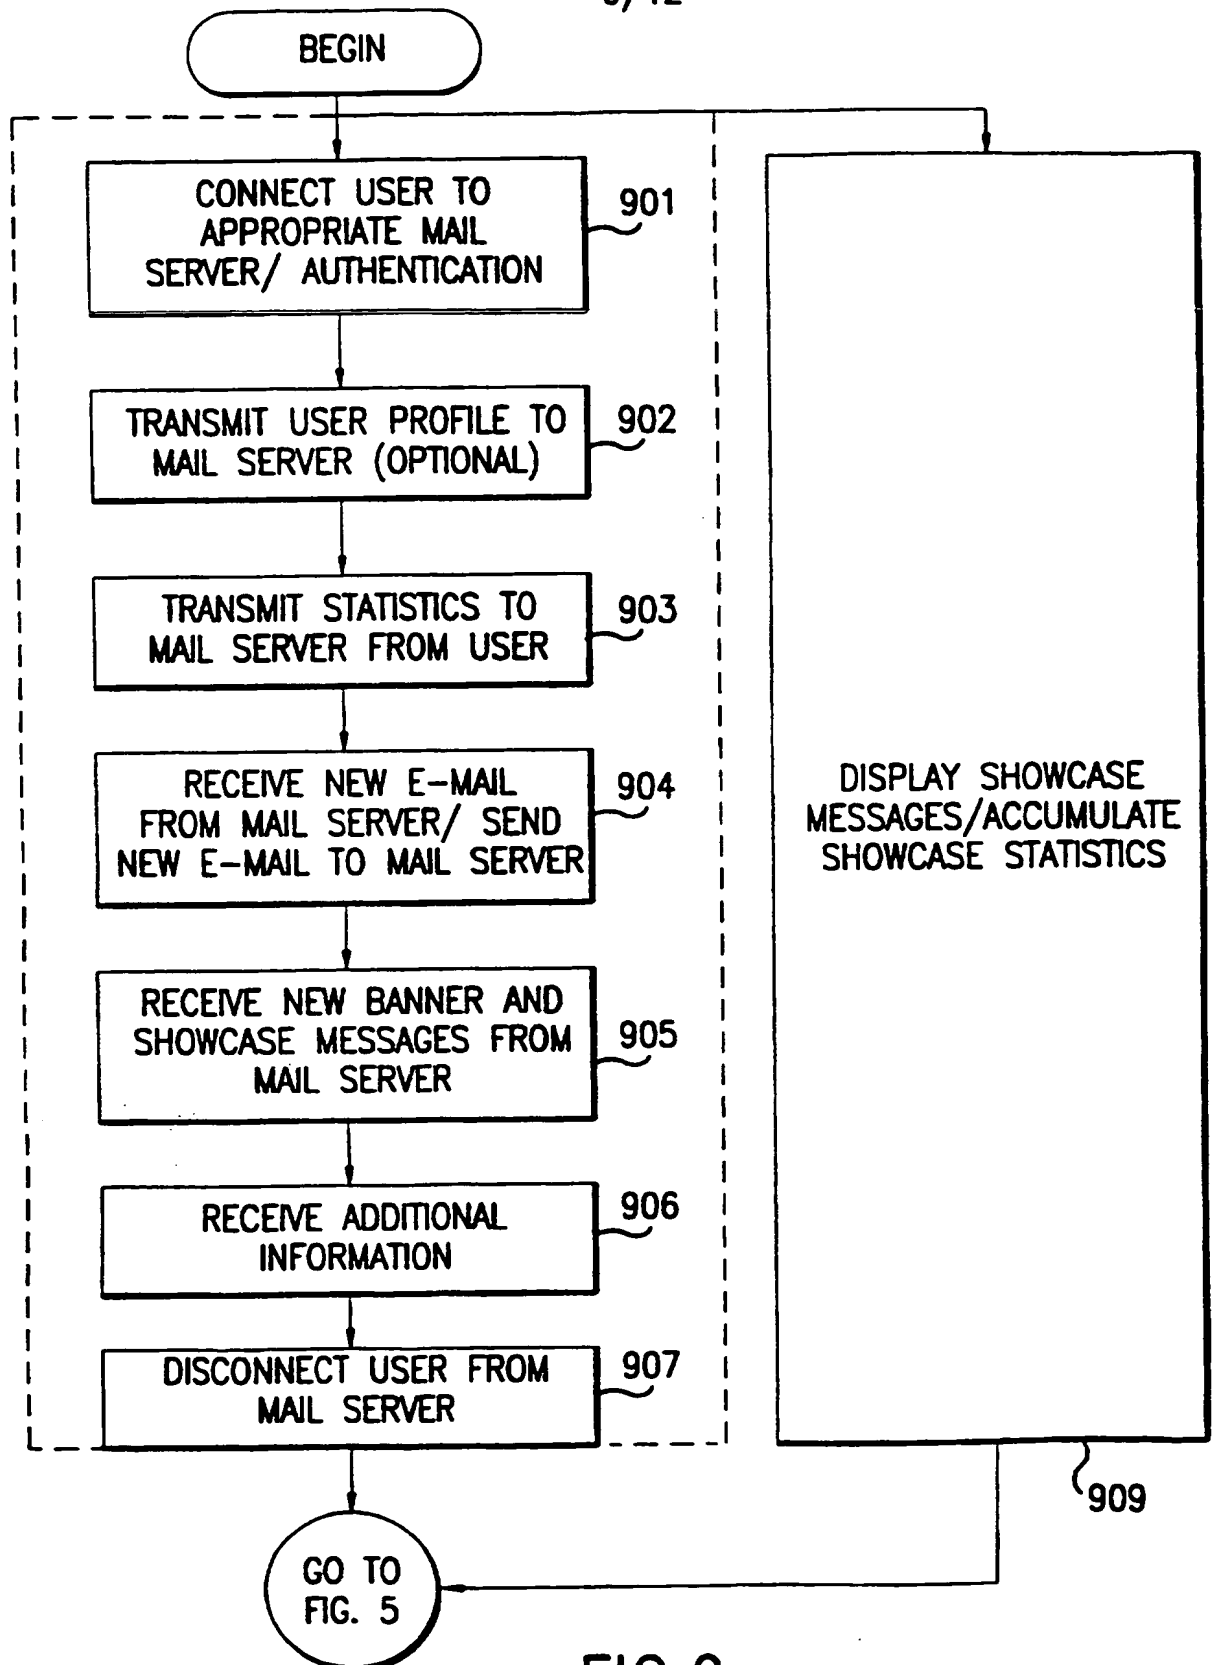 BEGIN
CONNECT USER TO
APPROPRIATE MAIL
SERVER/ AUTHENTICATION
901
TRANSMIT USER PROFILE TO
MAIL SERVER (OPTIONAL)
902
TRANSMIT STATISTICS TO
MAIL SERVER FROM USER
903
RECEIVE NEW E-MAIL
FROM MAIL SERVER/ SEND
NEW E-MAIL TO MAIL SERVER
904
RECEIVE NEW BANNER AND
SHOWCASE MESSAGES FROM
MAIL SERVER
905
RECEIVE ADDITIONAL
INFORMATION
906
DISCONNECT USER FROM
MAIL SERVER
907
DISPLAY SHOWCASE
MESSAGES/ACCUMULATE
SHOWCASE STATISTICS
909
GO TO
FIG. 5